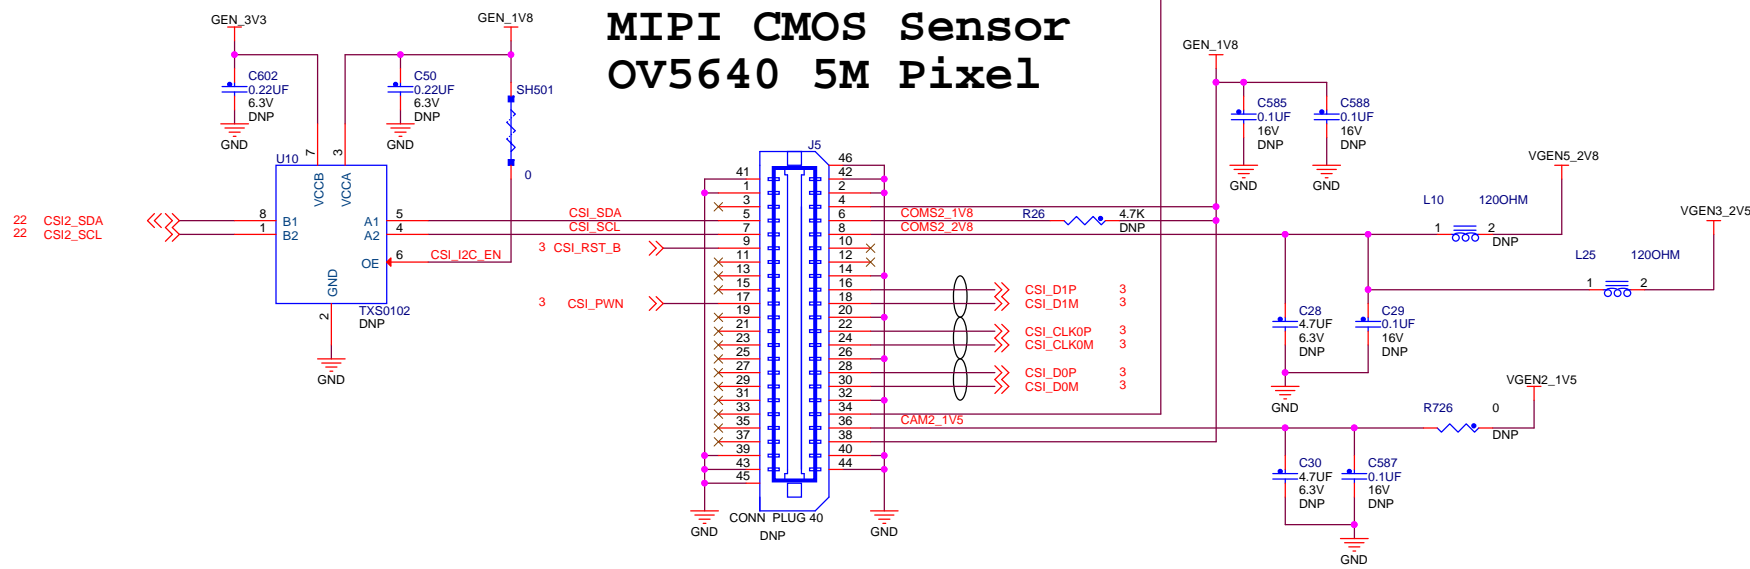 MIPI CMOS Sensor
OV5640 5M Pixel
GEN_3V3
C602
0.22UF
6.3V
DNP
GND
GEN_1V8
C50
0.22UF
6.3V
DNP
GND
SH501
0
U10
7
3
VCCB
VCCA
22 CSI2_SDA
22 CSI2_SCL
8 B1
1 B2
A1 5
A2 4
OE 6
GND
2
TXS0102
DNP
GND
CSI_I2C_EN
CSI_SDA
CSI_SCL
3 CSI_RST_B
3 CSI_PWN
J5
41
1
3
5
7
9
11
13
15
17
19
21
23
25
27
29
31
33
35
37
39
43
45
46
42
2
4
6
8
10
12
14
16
18
20
22
24
26
28
30
32
34
36
38
40
44
CONN PLUG 40
DNP
GND
GND
COMS2_1V8
COMS2_2V8
R26
4.7K
DNP
CSI_D1P 3
CSI_D1M 3
CSI_CLK0P 3
CSI_CLK0M 3
CSI_D0P 3
CSI_D0M 3
CAM2_1V5
GEN_1V8
C585
0.1UF
16V
DNP
GND
C588
0.1UF
16V
DNP
GND
VGEN5_2V8
L10 120OHM
1 2
DNP
VGEN3_2V5
L25 120OHM
1 2
C28
4.7UF
6.3V
DNP
GND
C29
0.1UF
16V
DNP
VGEN2_1V5
R726 0
DNP
C30
4.7UF
6.3V
DNP
C587
0.1UF
16V
DNP
GND